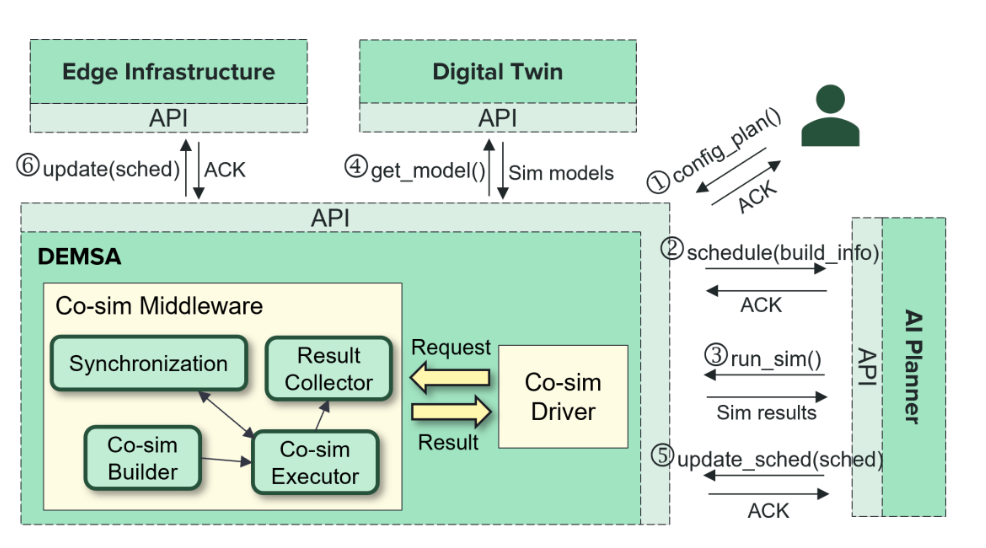 Edge Infrastructure
API
Digital Twin
API
⑥update(sched)
ACK
④get_model()
Sim models
①config_plan()
ACK
API
DEMSA
Co-sim Middleware
Synchronization
Result
Collector
Co-sim
Builder
Co-sim
Executor
Request
Result
Co-sim
Driver
②schedule(build_info)
ACK
③run_sim()
Sim results
⑤update_sched(sched)
ACK
API
AI Planner